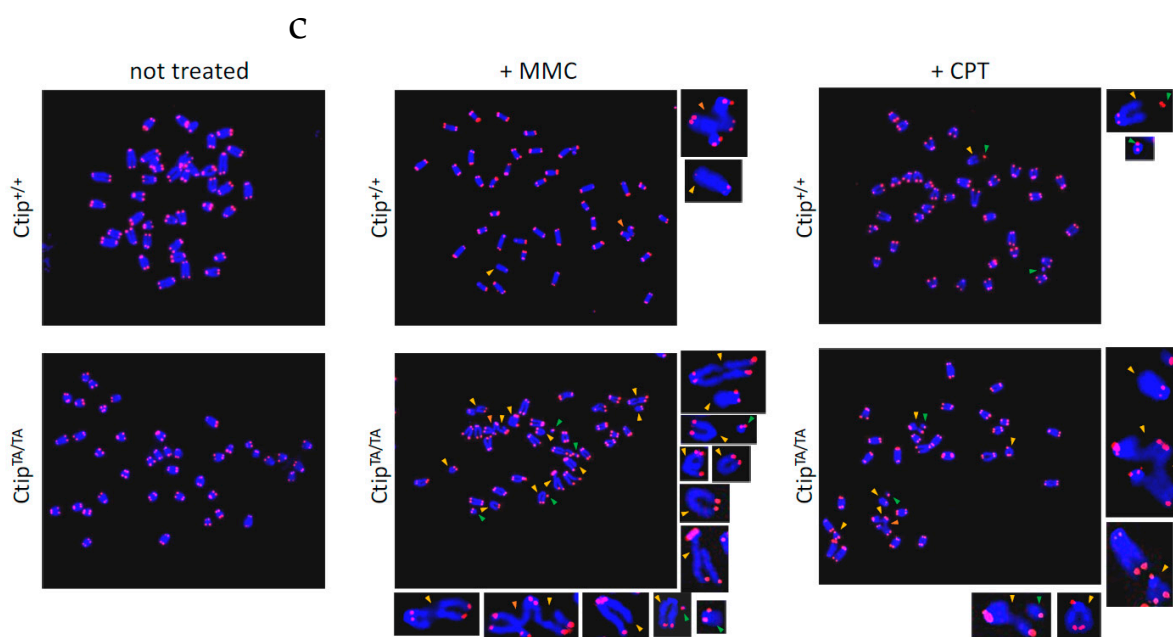 C
not treated
+ MMC
+ CPT
Ctip+/+
Ctip+/+
Ctip+/+
CtipTA/TA
CtipTA/TA
CtipTA/TA